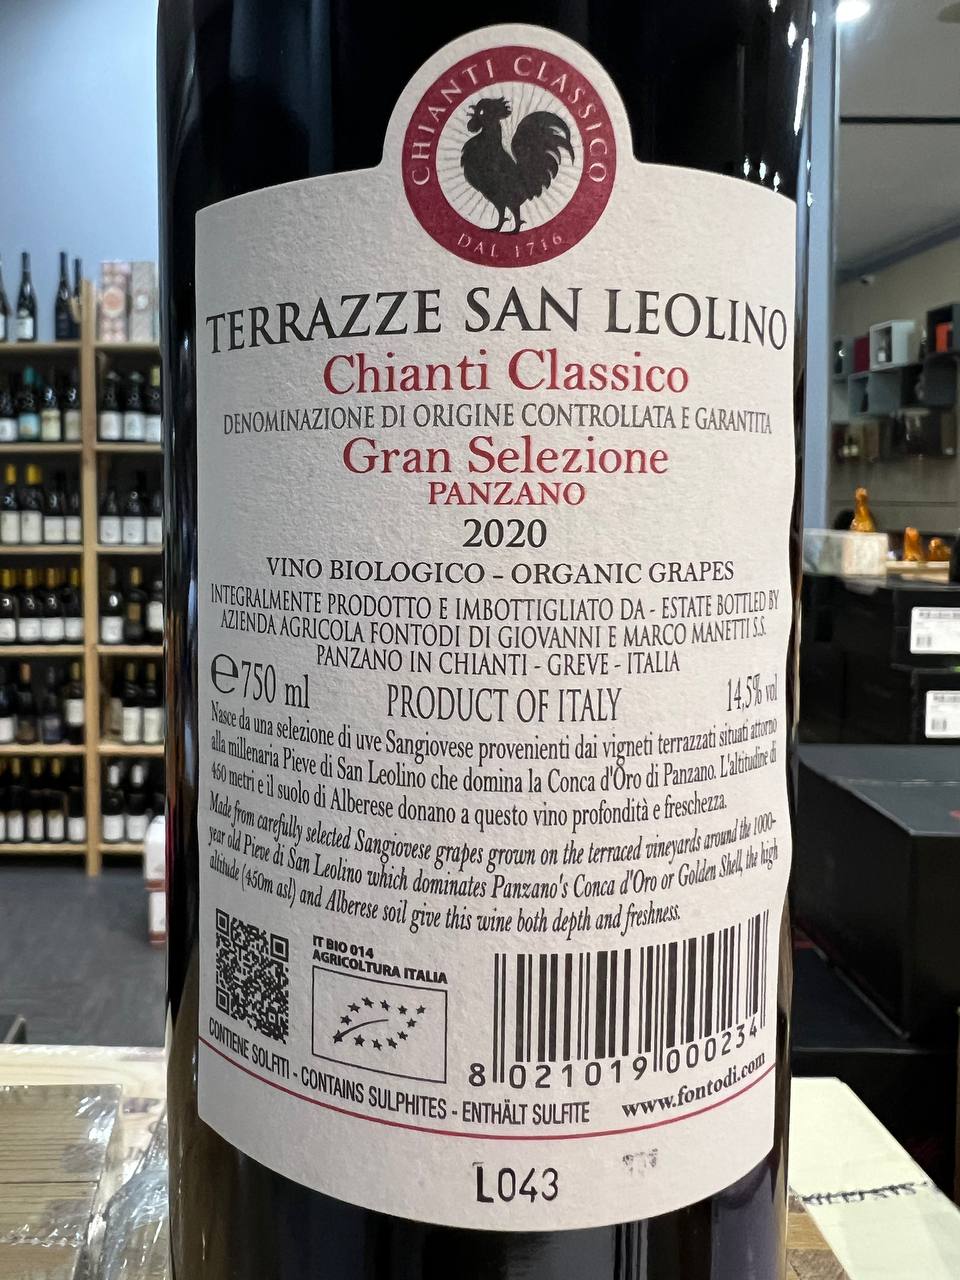 CHIANTI CLASSICO
DAL 1716
TERRAZZE SAN LEOLINO
Chianti Classico
DENOMINAZIONE DI ORIGINE CONTROLLATA E GARANTITA
Gran Selezione
PANZANO
2020
VINO BIOLOGICO - ORGANIC GRAPES
INTEGRALMENTE PRODOTTO E IMBOTTIGLIATO DA - ESTATE BOTTLED BY
AZIENDA AGRICOLA FONTODI DI GIOVANNI E MARCO MANETTI S.S.
PANZANO IN CHIANTI - GREVE - ITALIA
℮750 ml PRODUCT OF ITALY 14,5% vol
Nasce da una selezione di uve Sangiovese provenienti dai vigneti terrazzati situati attorno
alla millenaria Pieve di San Leolino che domina la Conca d'Oro di Panzano. L'altitudine di
450 metri e il suolo di Alberese donano a questo vino profondità e freschezza.
Made from carefully selected Sangiovese grapes grown on the terraced vineyards around the 1000-
year old Pieve di San Leolino which dominates Panzano's Conca d'Oro or Golden Shell, the high
altitude (450m asl) and Alberese soil give this wine both depth and freshness.
IT BIO 014
AGRICOLTURA ITALIA
8 021019 000234
CONTIENE SOLFITI - CONTAINS SULPHITES - ENTHÄLT SULFITE
www.fontodi.com
L043